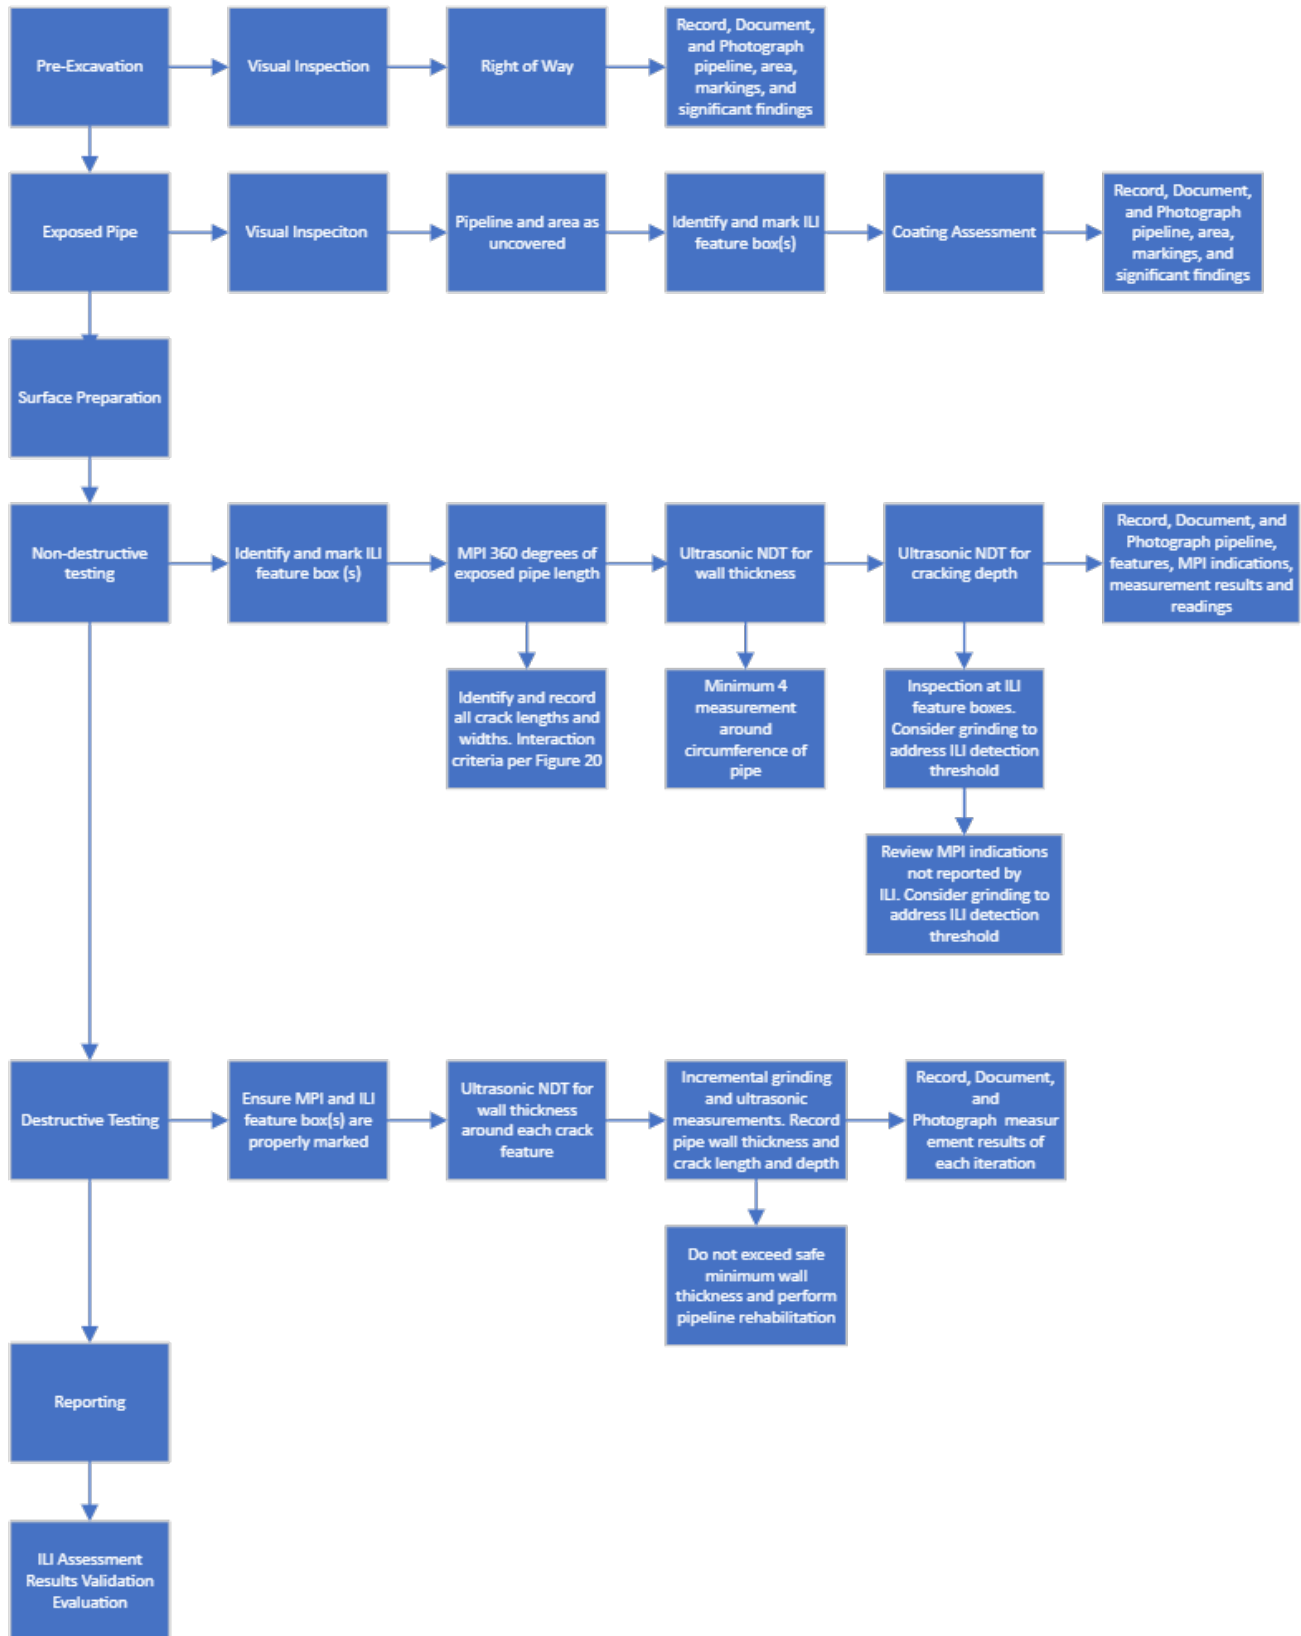 Pre-Excavation
Visual Inspection
Right of Way
Record, Document,
and Photograph
pipeline, area,
markings, and
significant findings
Exposed Pipe
Visual Inspeciton
Pipeline and area as
uncovered
Identify and mark ILI
feature box(s)
Coating Assessment
Record, Document,
and Photograph
pipeline, area,
markings, and
significant findings
Surface Preparation
Non-destructive
testing
Identify and mark ILI
feature box (s)
MPI 360 degrees of
exposed pipe length
Ultrasonic NDT for
wall thickness
Ultrasonic NDT for
cracking depth
Record, Document, and
Photograph pipeline,
features, MPI indications,
measurement results and
readings
Identify and record
all crack lengths and
widths. Interaction
criteria per Figure 20
Minimum 4
measurement
around
circumference of
pipe
Inspection at ILI
feature boxes.
Consider grinding to
address ILI detection
threshold
Review MPI indications
not reported by
ILI. Consider grinding to
address ILI detection
threshold
Destructive Testing
Ensure MPI and ILI
feature box(s) are
properly marked
Ultrasonic NDT for
wall thickness
around each crack
feature
Incremental grinding
and ultrasonic
measurements. Record
pipe wall thickness and
crack length and depth
Record, Document,
and
Photograph measur
ement results of
each iteration
Do not exceed safe
minimum wall
thickness and perform
pipeline rehabilitation
Reporting
ILI Assessment
Results Validation
Evaluation